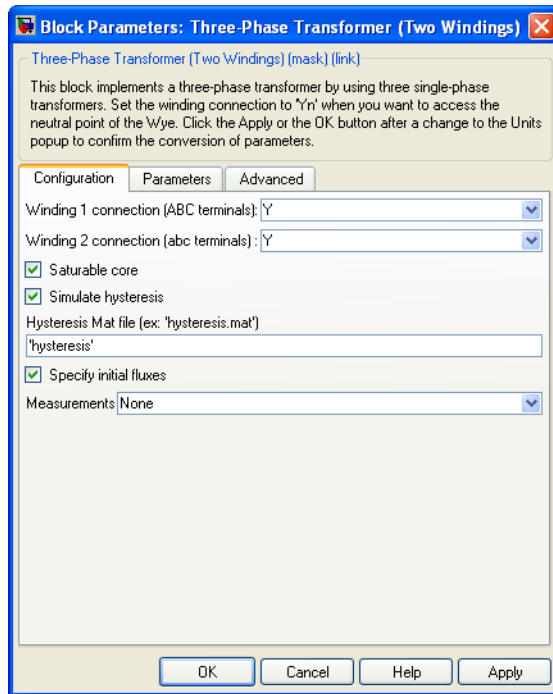 Block Parameters: Three-Phase Transformer (Two Windings)
Three-Phase Transformer (Two Windings) (mask) (link)
This block implements a three-phase transformer by using three single-phase
transformers. Set the winding connection to 'Yn' when you want to access the
neutral point of the Wye. Click the Apply or the OK button after a change to the Units
popup to confirm the conversion of parameters.
Configuration Parameters Advanced
Winding 1 connection (ABC terminals): Y
Winding 2 connection (abc terminals) : Y
Saturable core
Simulate hysteresis
Hysteresis Mat file (ex: 'hysteresis.mat')
'hysteresis'
Specify initial fluxes
Measurements None
OK Cancel Help Apply